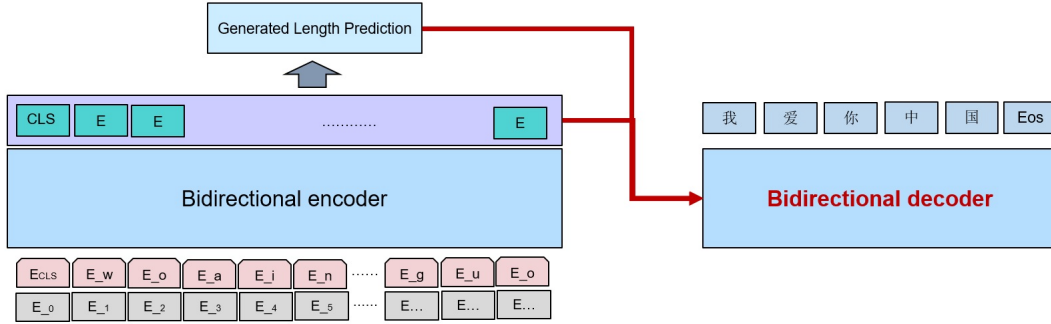 Generated Length Prediction
CLS E E ............ E
我 爱 你 中 国 Eos
Bidirectional encoder
Bidirectional decoder
ECLS E_w E_o E_a E_i E_n ...... E_g E_u E_o
E_0 E_1 E_2 E_3 E_4 E_5 ...... E... E... E...